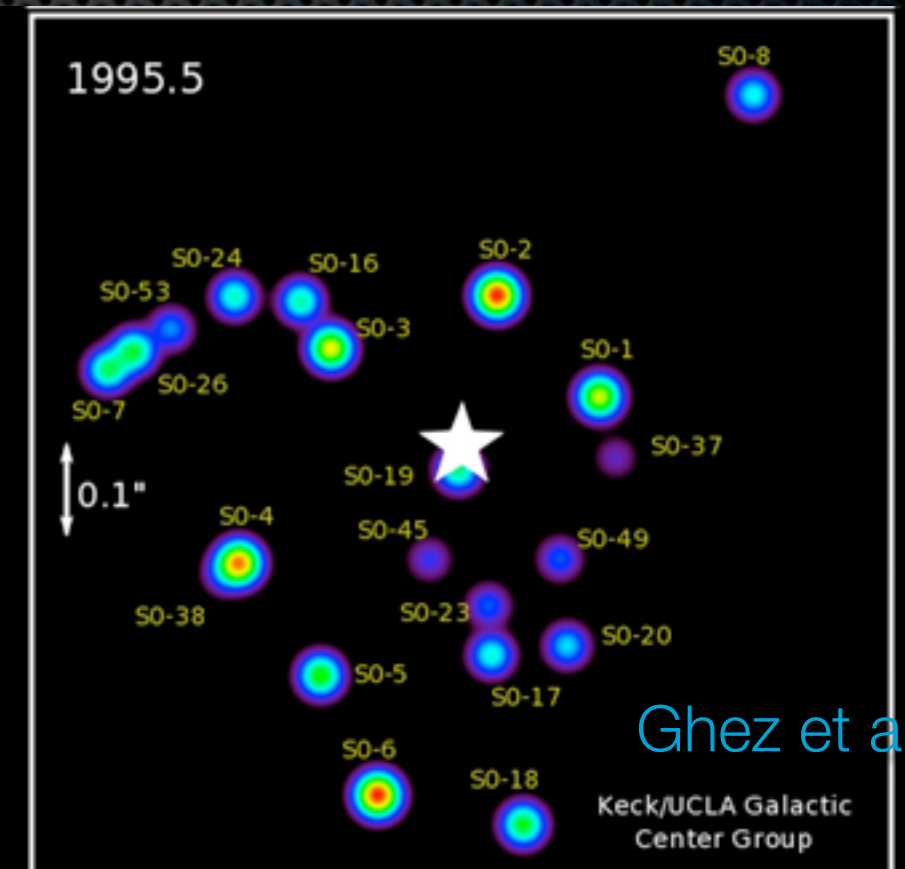 1995.5
S0-8
S0-2
S0-24
S0-16
S0-53
S0-3
S0-1
S0-26
S0-7
S0-37
S0-19
0.1"
S0-4
S0-45
S0-49
S0-38
S0-23
S0-20
S0-5
S0-17
Ghez et a
S0-6
S0-18
Keck/UCLA Galactic
Center Group